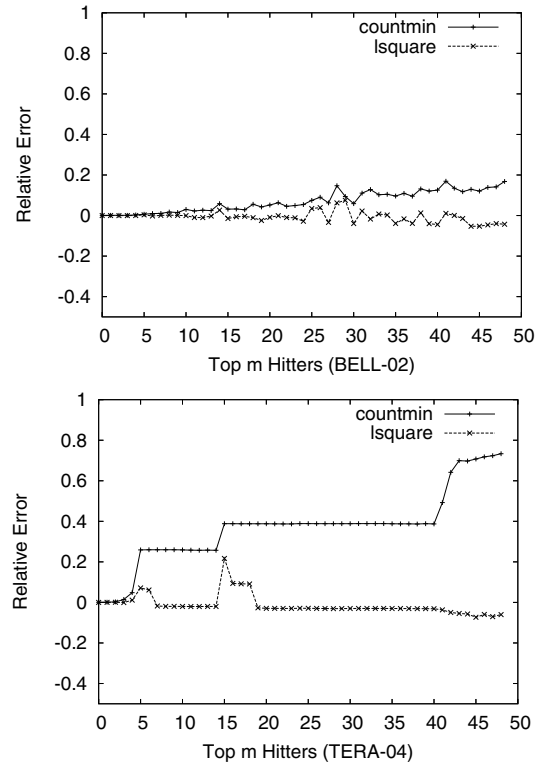 1
0.8
0.6
0.4
0.2
0
-0.2
-0.4
Relative Error
countmin
lsquare
0 5 10 15 20 25 30 35 40 45 50
Top m Hitters (BELL-02)
1
0.8
0.6
0.4
0.2
0
-0.2
-0.4
Relative Error
countmin
lsquare
0 5 10 15 20 25 30 35 40 45 50
Top m Hitters (TERA-04)